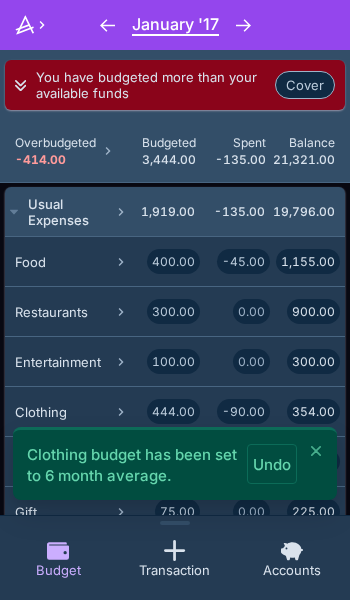 January '17
You have budgeted more than your
available funds
Cover
Overbudgeted Budgeted Spent Balance
-414.00 3,444.00 -135.00 21,321.00
Usual
Expenses 1,919.00 -135.00 19,796.00
Food 400.00 -45.00 1,155.00
Restaurants 300.00 0.00 900.00
Entertainment 100.00 0.00 300.00
Clothing 444.00 -90.00 354.00
Clothing budget has been set
to 6 month average.
Undo
Gift 75.00 0.00 225.00
Budget Transaction Accounts